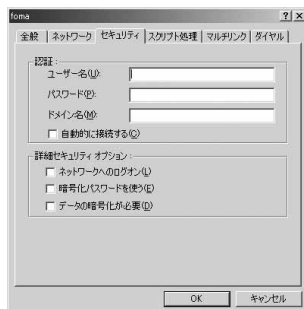 foma
全般 ネットワーク セキュリティ スクリプト処理 マルチリンク ダイヤル
認証:
ユーザー名(U):
パスワード(P):
ドメイン名(M):
自動的に接続する(C)
詳細セキュリティ オプション:
ネットワークへのログオン(L)
暗号化パスワードを使う(E)
データの暗号化が必要(D)
OK キャンセル